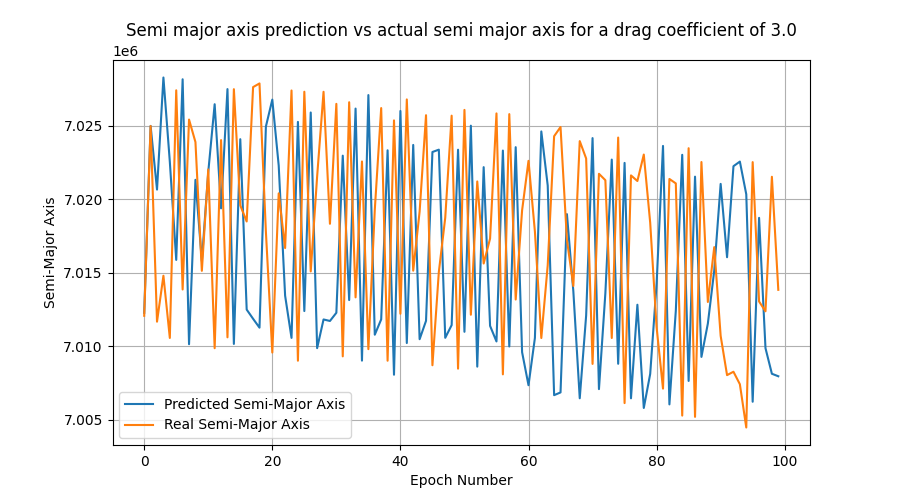 Semi major axis prediction vs actual semi major axis for a drag coefficient of 3.0
1e6
7.025
7.020
7.015
7.010
7.005
Semi-Major Axis
Predicted Semi-Major Axis
Real Semi-Major Axis
0 20 40 60 80 100
Epoch Number